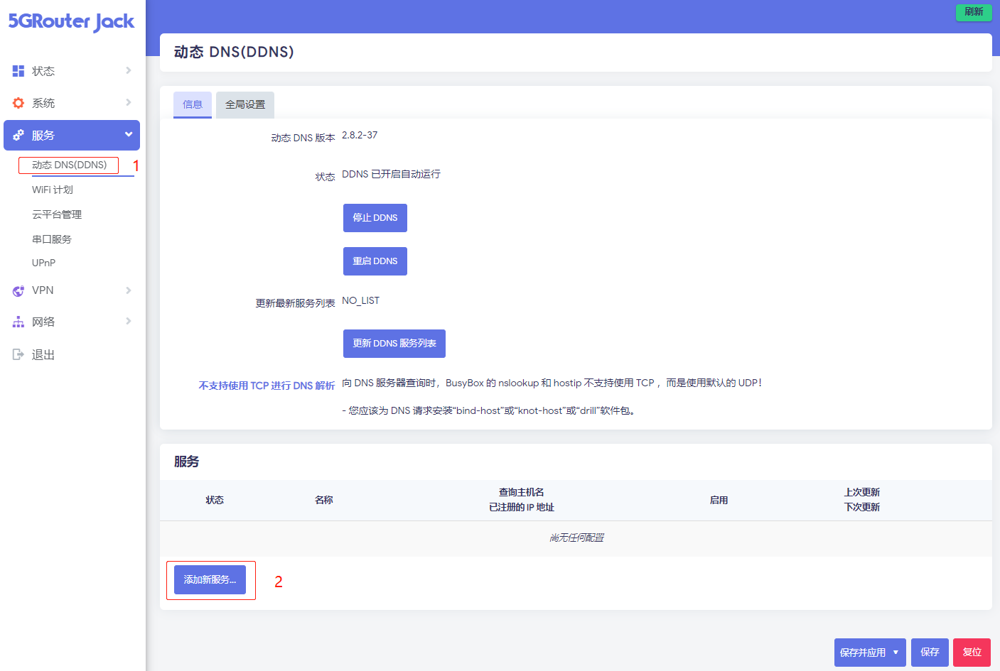 5GRouter Jack
刷新
状态
系统
服务
动态 DNS(DDNS)
1
WiFi 计划
云平台管理
串口服务
UPnP
VPN
网络
退出
动态 DNS(DDNS)
信息
全局设置
动态 DNS 版本 2.8.2-37
状态 DDNS 已开启自动运行
停止 DDNS
重启 DDNS
更新最新服务列表 NO_LIST
更新 DDNS 服务列表
不支持使用 TCP 进行 DNS 解析 向 DNS 服务器查询时，BusyBox 的 nslookup 和 hostip 不支持使用 TCP ，而是使用默认的 UDP！
- 您应该为 DNS 请求安装“bind-host”或“knot-host”或“drill”软件包。
服务
状态 名称 查询主机名 启用 上次更新
已注册的 IP 地址 下次更新
尚无任何配置
添加新服务...
2
保存并应用 ▼
保存
复位